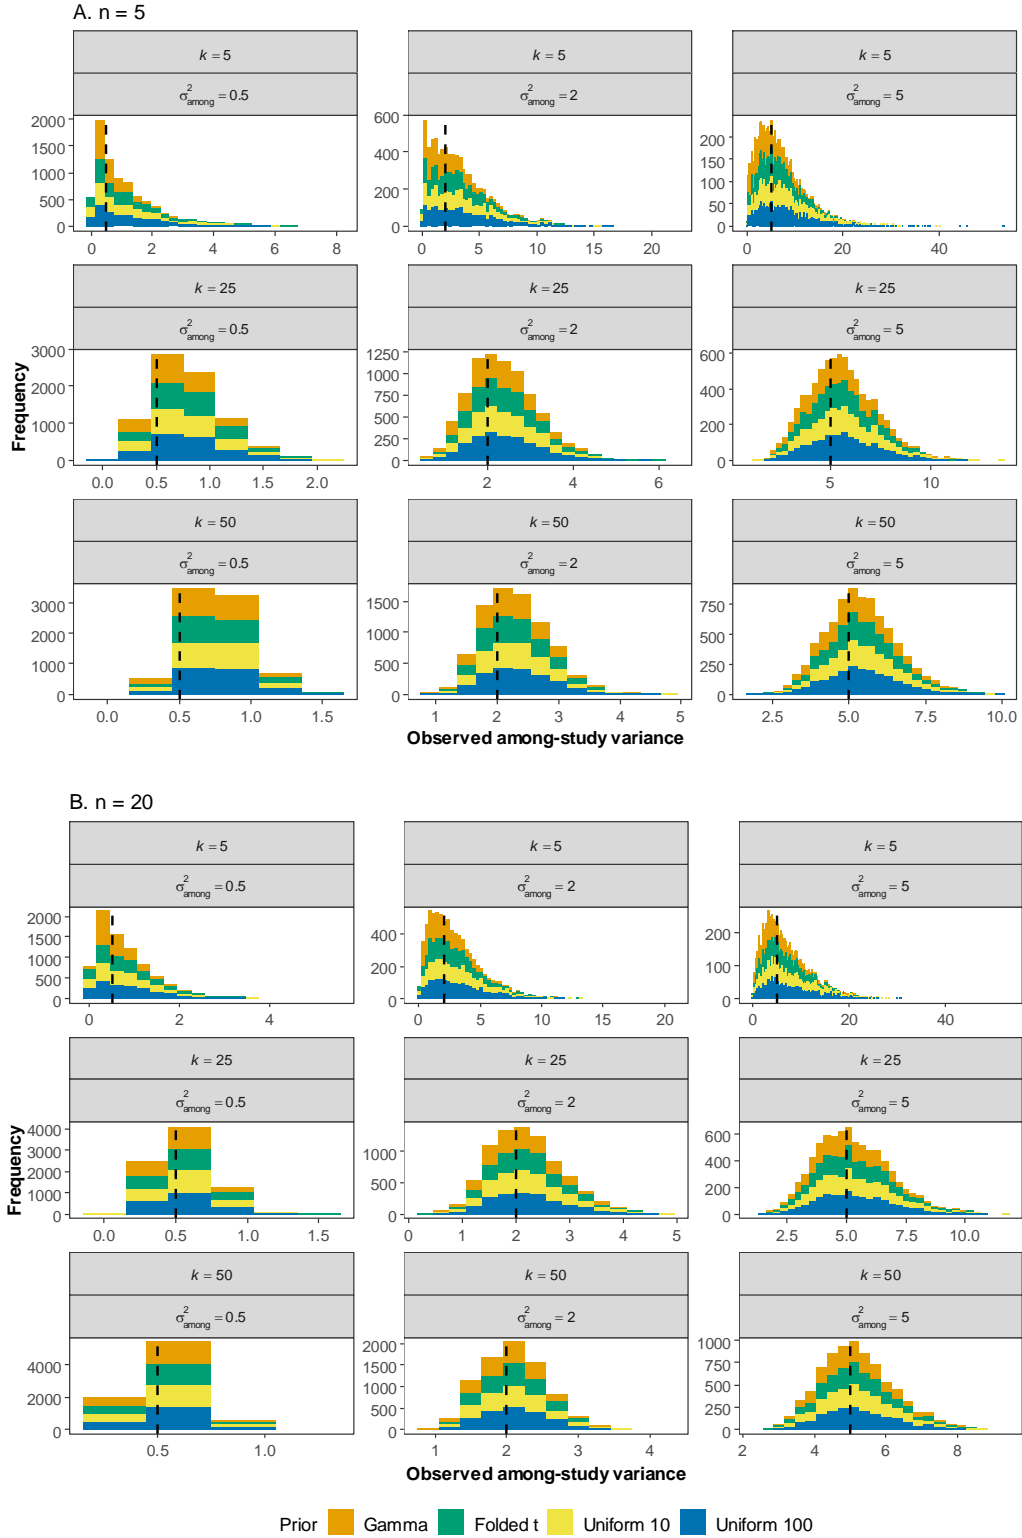 A. n = 5
k = 5
k = 5
k = 5
σ²among = 0.5
σ²among = 2
σ²among = 5
2000
1500
1000
500
0
600
400
200
0
200
150
100
50
0
0 2 4 6 8
0 5 10 15 20
0 20 40
k = 25
k = 25
k = 25
σ²among = 0.5
σ²among = 2
σ²among = 5
Frequency
3000
2000
1000
0
1250
1000
750
500
250
0
600
400
200
0
0.0 0.5 1.0 1.5 2.0
2 4 6
5 10
k = 50
k = 50
k = 50
σ²among = 0.5
σ²among = 2
σ²among = 5
3000
2000
1000
0
1500
1000
500
0
750
500
250
0
0.0 0.5 1.0 1.5
1 2 3 4 5
2.5 5.0 7.5 10.0
Observed among-study variance
B. n = 20
k = 5
k = 5
k = 5
σ²among = 0.5
σ²among = 2
σ²among = 5
2000
1500
1000
500
0
400
200
0
200
100
0
0 2 4
0 5 10 15 20
0 20 40
k = 25
k = 25
k = 25
σ²among = 0.5
σ²among = 2
σ²among = 5
Frequency
4000
3000
2000
1000
0
1000
500
0
600
400
200
0
0.0 0.5 1.0 1.5
0 1 2 3 4 5
2.5 5.0 7.5 10.0
k = 50
k = 50
k = 50
σ²among = 0.5
σ²among = 2
σ²among = 5
4000
2000
0
2000
1500
1000
500
0
1000
750
500
250
0
0.5 1.0
1 2 3 4
2 4 6 8
Observed among-study variance
Prior Gamma Folded t Uniform 10 Uniform 100